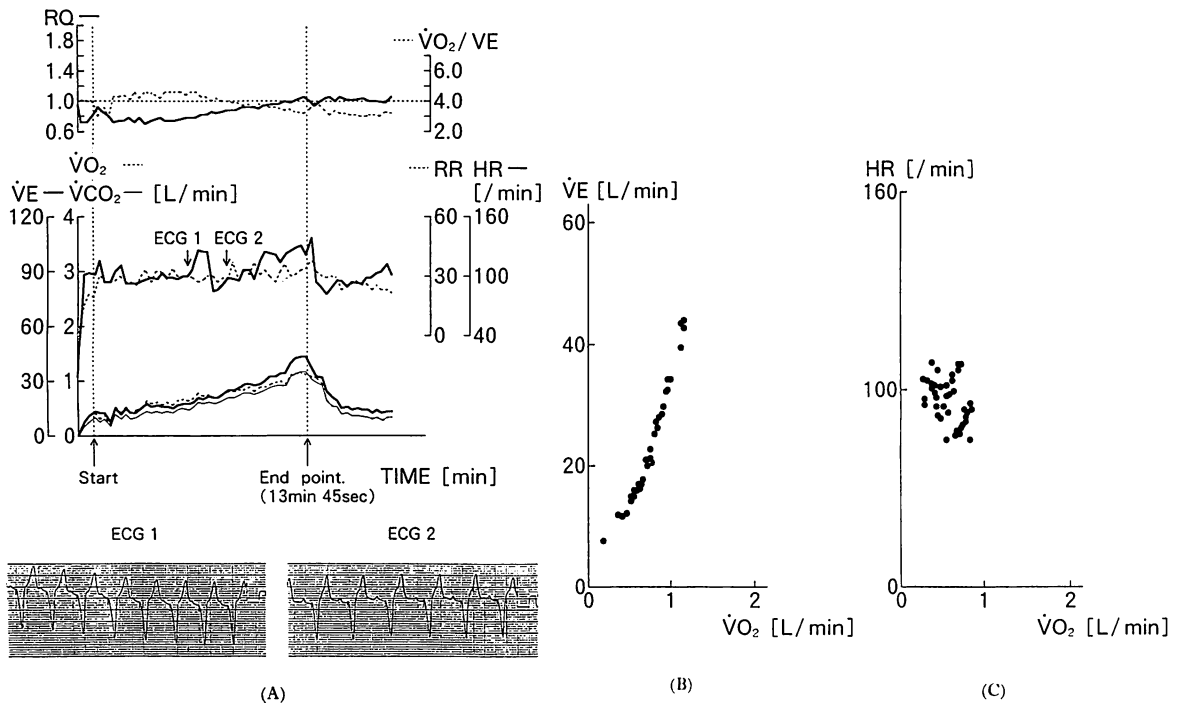 RQ —
1.8
1.4
1.0
0.6
····· V̇O₂/VE
6.0
4.0
2.0
V̇O₂ ·····
V̇E — V̇CO₂ — [L/min]
····· RR HR —
[/min]
120 4
90 3
60 2
30 1
0 0
60 160
30 100
0 40
ECG 1 ECG 2
Start
End point.
(13min 45sec)
TIME [min]
ECG 1
ECG 2
(A)
V̇E [L/min]
60
40
20
0
0 1 2
V̇O₂ [L/min]
(B)
HR [/min]
160
100
0
0 1 2
V̇O₂ [L/min]
(C)